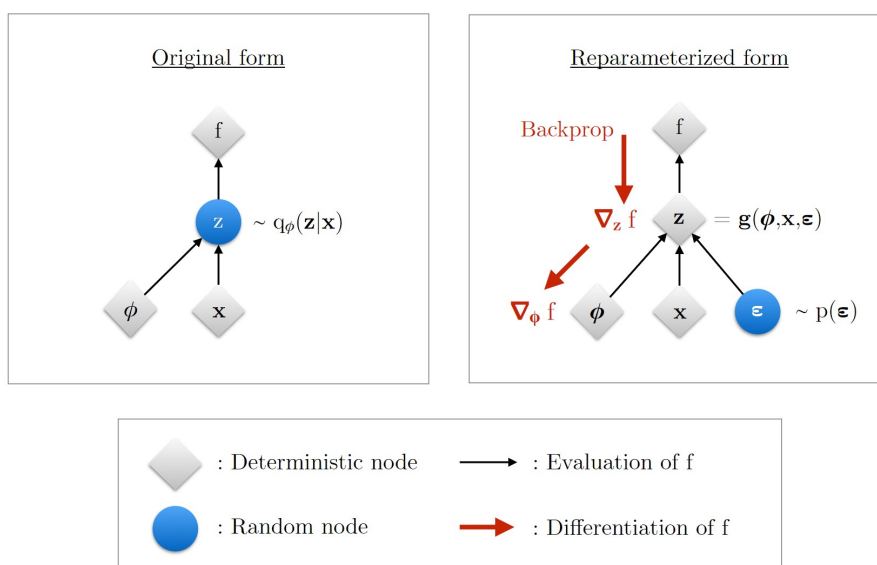 Original form
f
z ~ qϕ(z|x)
ϕ x
Reparameterized form
Backprop f
∇z f z = g(ϕ,x,ε)
∇ϕ f ϕ x ε ~ p(ε)
: Deterministic node : Evaluation of f
: Random node : Differentiation of f